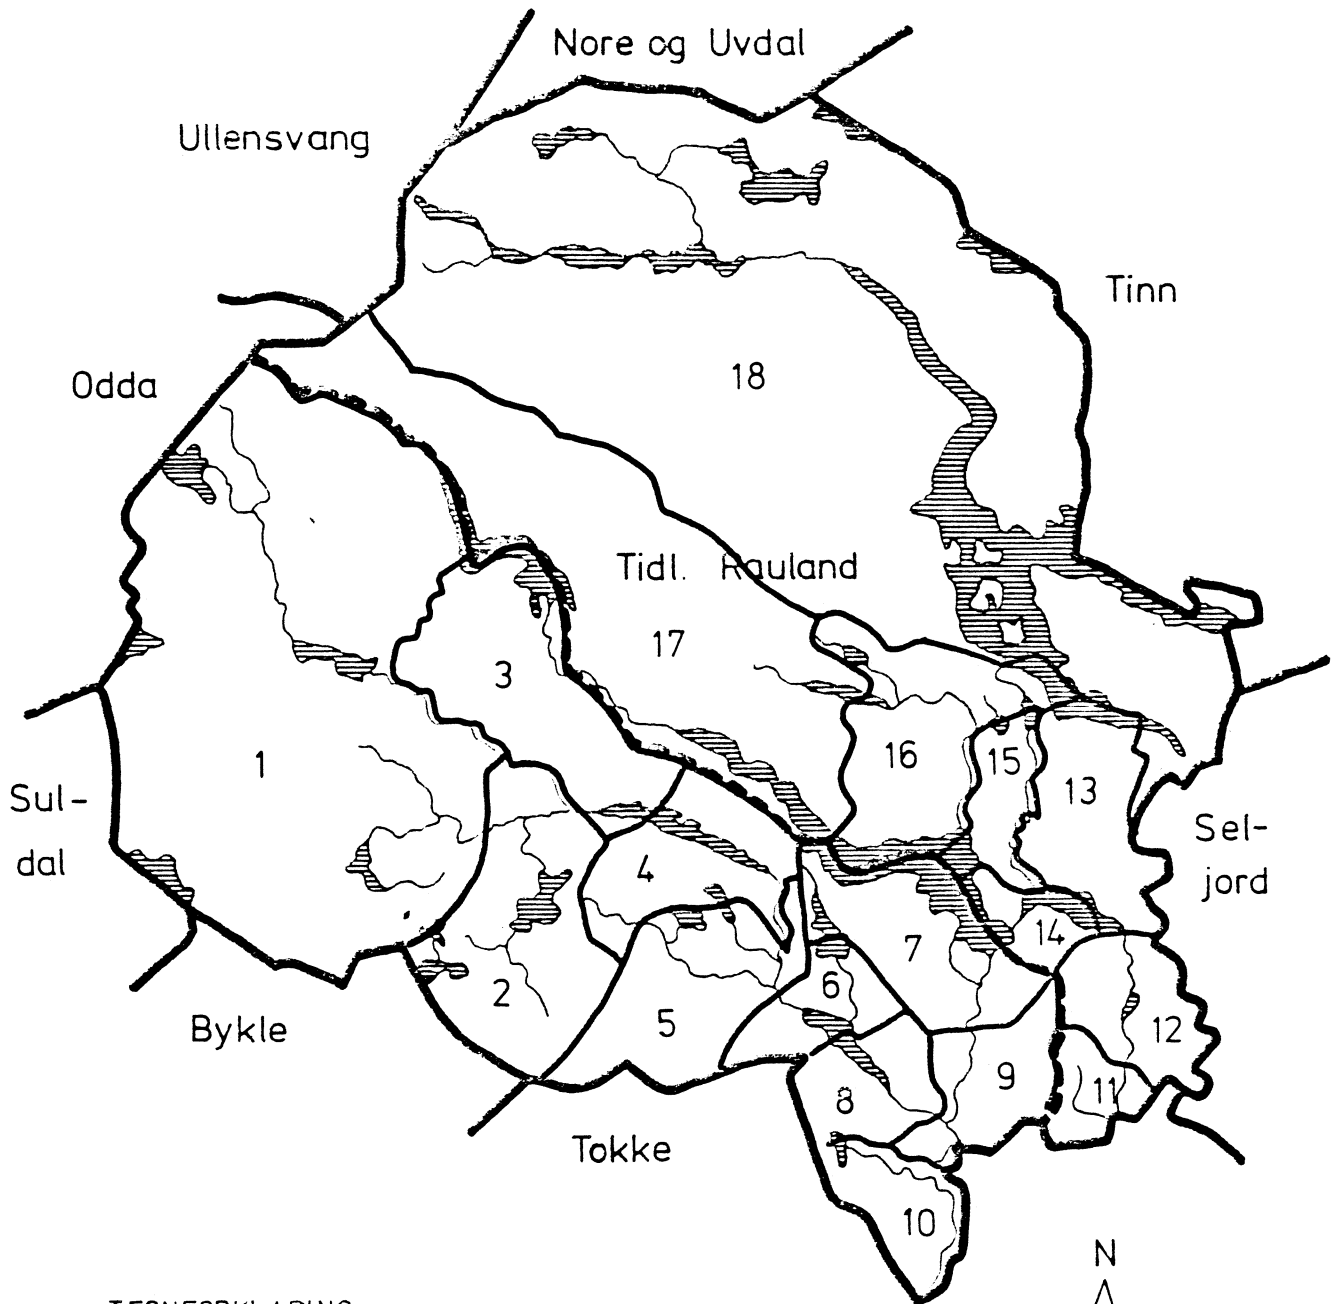 Nore og Uvdal
Ullensvang
Tinn
18
Odda
Tidl. Rauland
17
3
1
16
15
13
Sul-
dal
Sel-
jord
4
14
7
2
6
5
12
Bykle
9
11
8
Tokke
10
N
TEGNFORKLARING